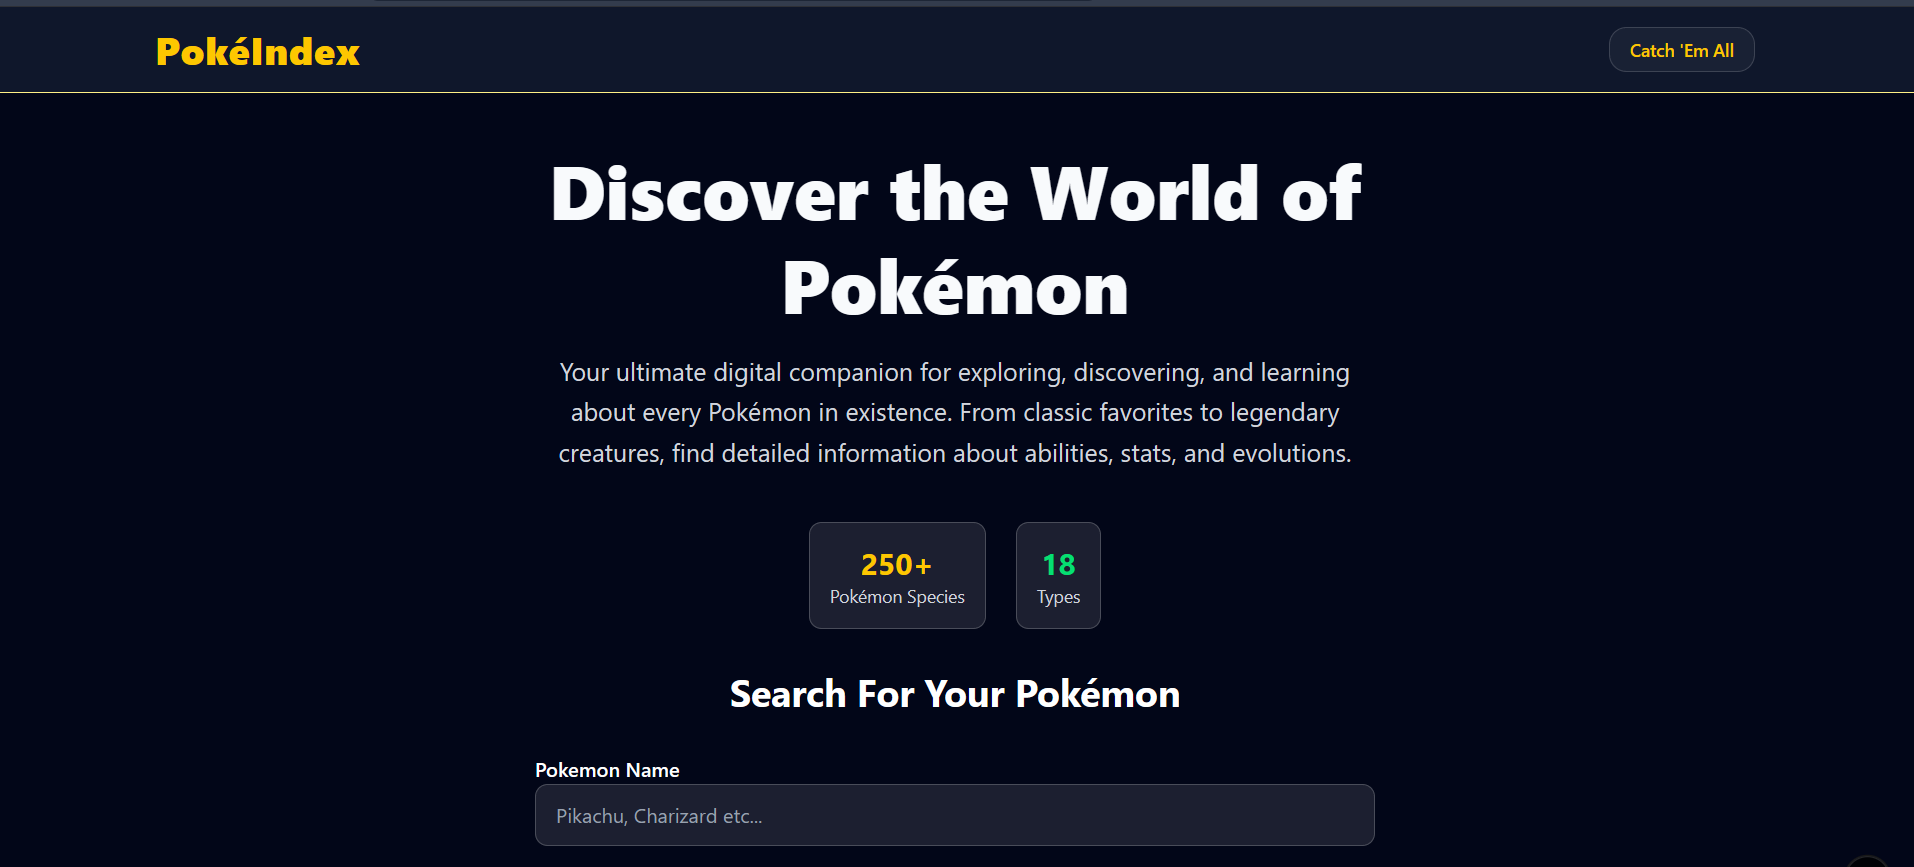 PokéIndex
Catch 'Em All
Discover the World of
Pokémon
Your ultimate digital companion for exploring, discovering, and learning
about every Pokémon in existence. From classic favorites to legendary
creatures, find detailed information about abilities, stats, and evolutions.
250+
Pokémon Species
18
Types
Search For Your Pokémon
Pokemon Name
Pikachu, Charizard etc...